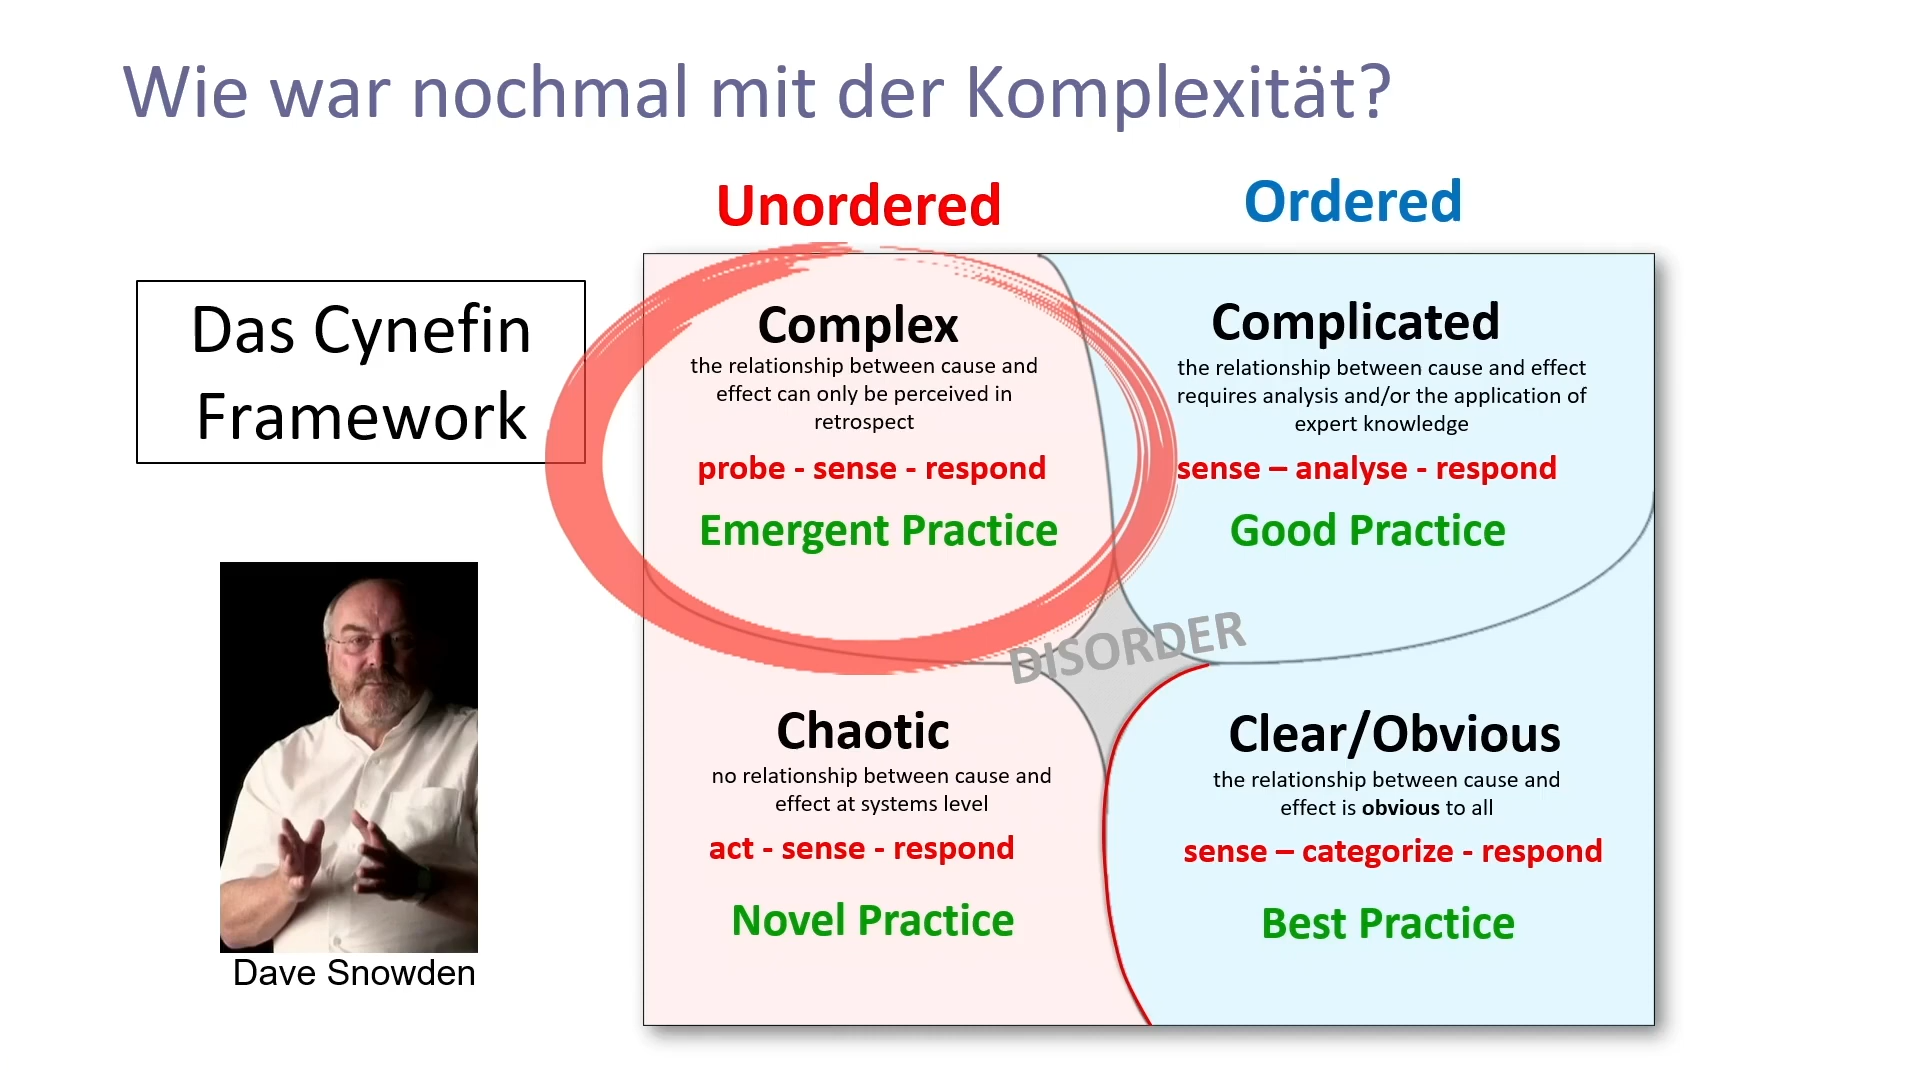 Wie war nochmal mit der Komplexität?
Unordered
Ordered
Das Cynefin
Framework
Complex
the relationship between cause and
effect can only be perceived in
retrospect
probe - sense - respond
Emergent Practice
Complicated
the relationship between cause and effect
requires analysis and/or the application of
expert knowledge
sense – analyse - respond
Good Practice
DISORDER
Chaotic
no relationship between cause and
effect at systems level
act - sense - respond
Novel Practice
Clear/Obvious
the relationship between cause and
effect is obvious to all
sense – categorize - respond
Best Practice
Dave Snowden